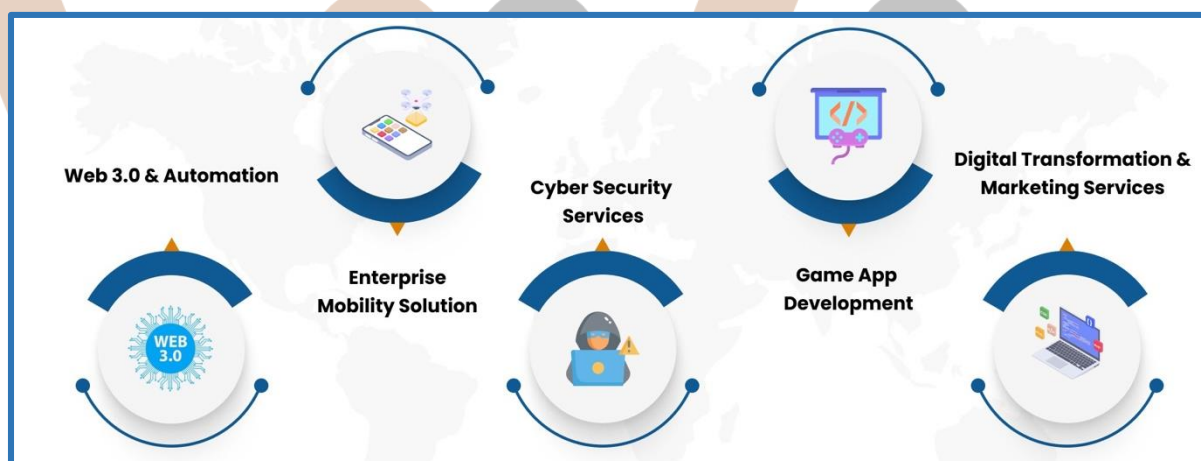 Web 3.0 & Automation
Enterprise
Mobility Solution
Cyber Security
Services
Game App
Development
Digital Transformation &
Marketing Services
WEB
3.0